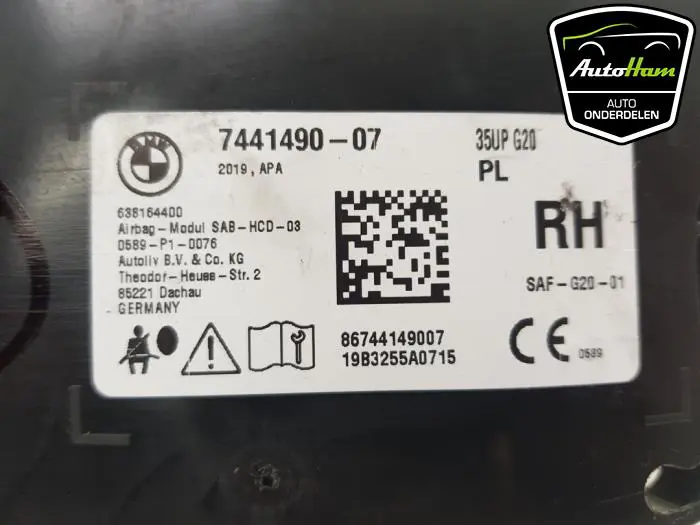 BMW
7441490-07
2019, APA
35UP G20
PL
638164400
Airbag-Modul SAB-HCD-03
0589-P1-0076
Autoliv B.V. & Co. KG
Theodor-Heuss-Str. 2
85221 Dachau
GERMANY
RH
SAF-G20-01
86744149007
19B3255A0715
CE
0589
AutoHam
AUTO
ONDERDELEN